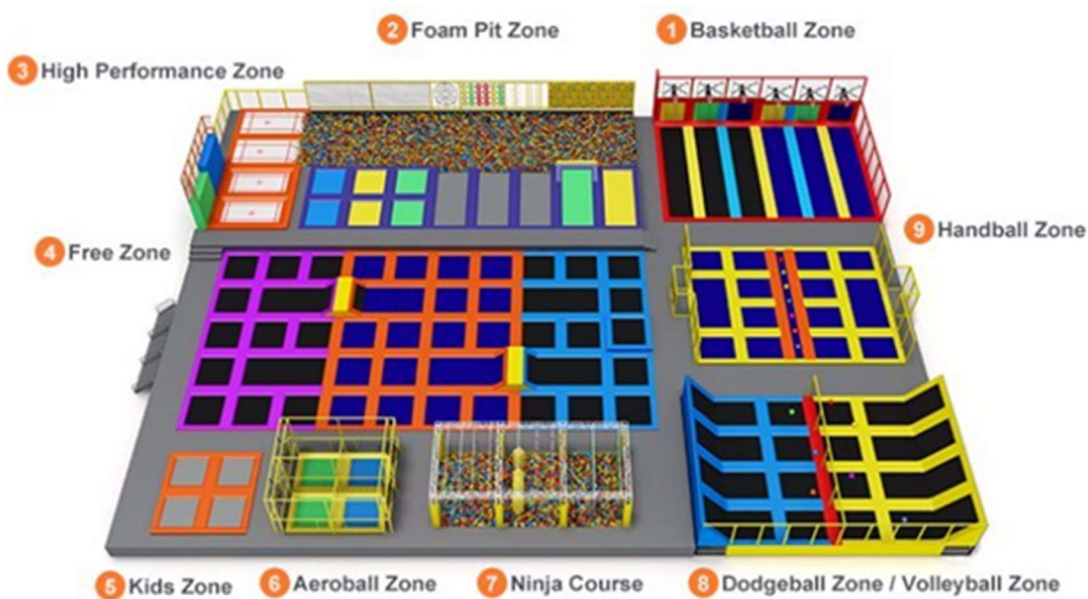 2 Foam Pit Zone
1 Basketball Zone
3 High Performance Zone
9 Handball Zone
4 Free Zone
5 Kids Zone
6 Aeroball Zone
7 Ninja Course
8 Dodgeball Zone / Volleyball Zone